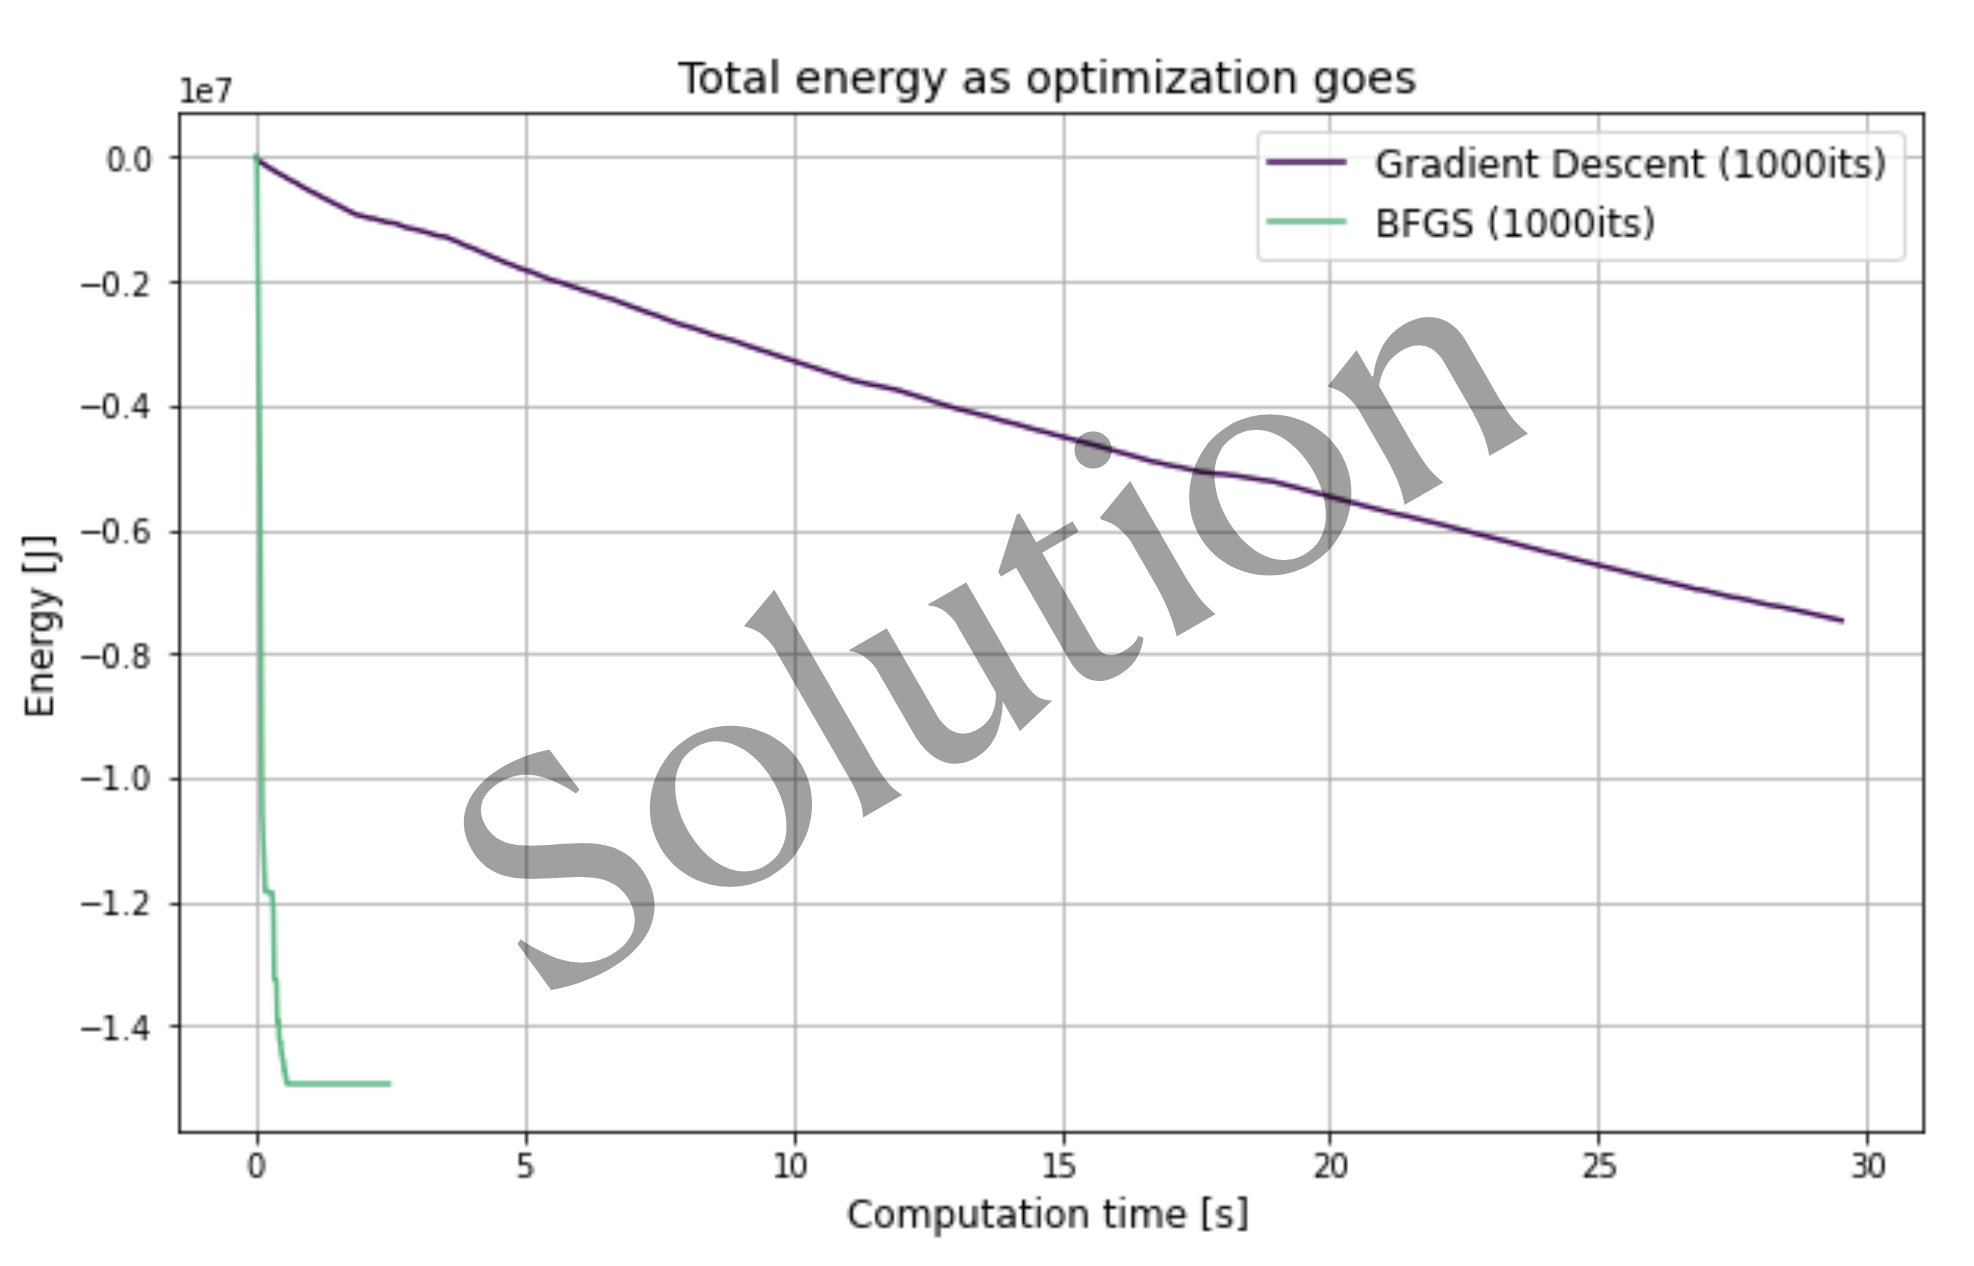 Total energy as optimization goes
1e7
Gradient Descent (1000its)
BFGS (1000its)
0.0
−0.2
−0.4
−0.6
−0.8
−1.0
−1.2
−1.4
Energy [J]
Solution
0 5 10 15 20 25 30
Computation time [s]